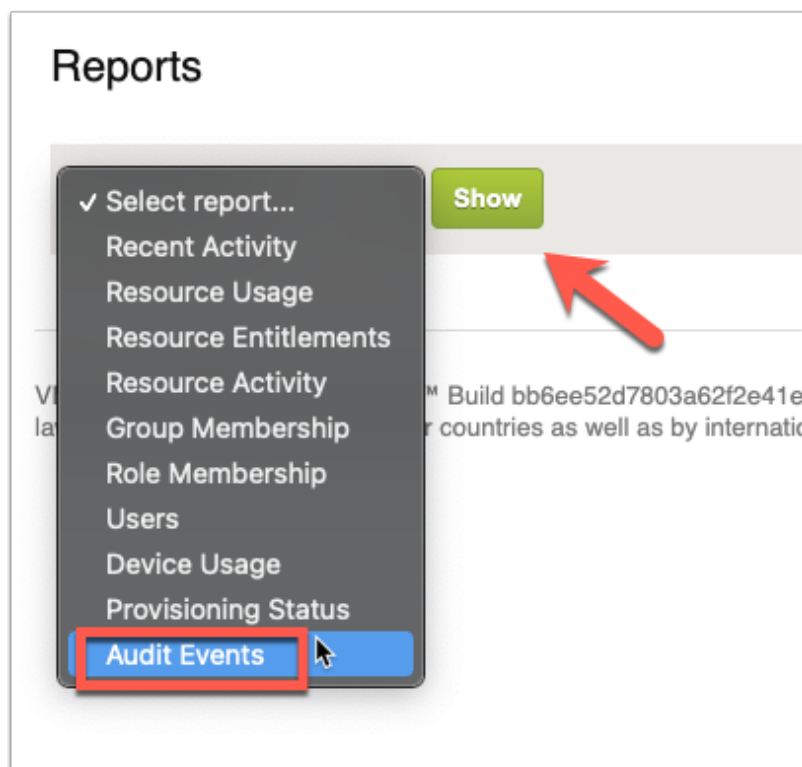 Reports
✓ Select report...
Show
Recent Activity
Resource Usage
Resource Entitlements
Resource Activity
Group Membership
Role Membership
Users
Device Usage
Provisioning Status
Audit Events
™ Build bb6ee52d7803a62f2e41e
countries as well as by